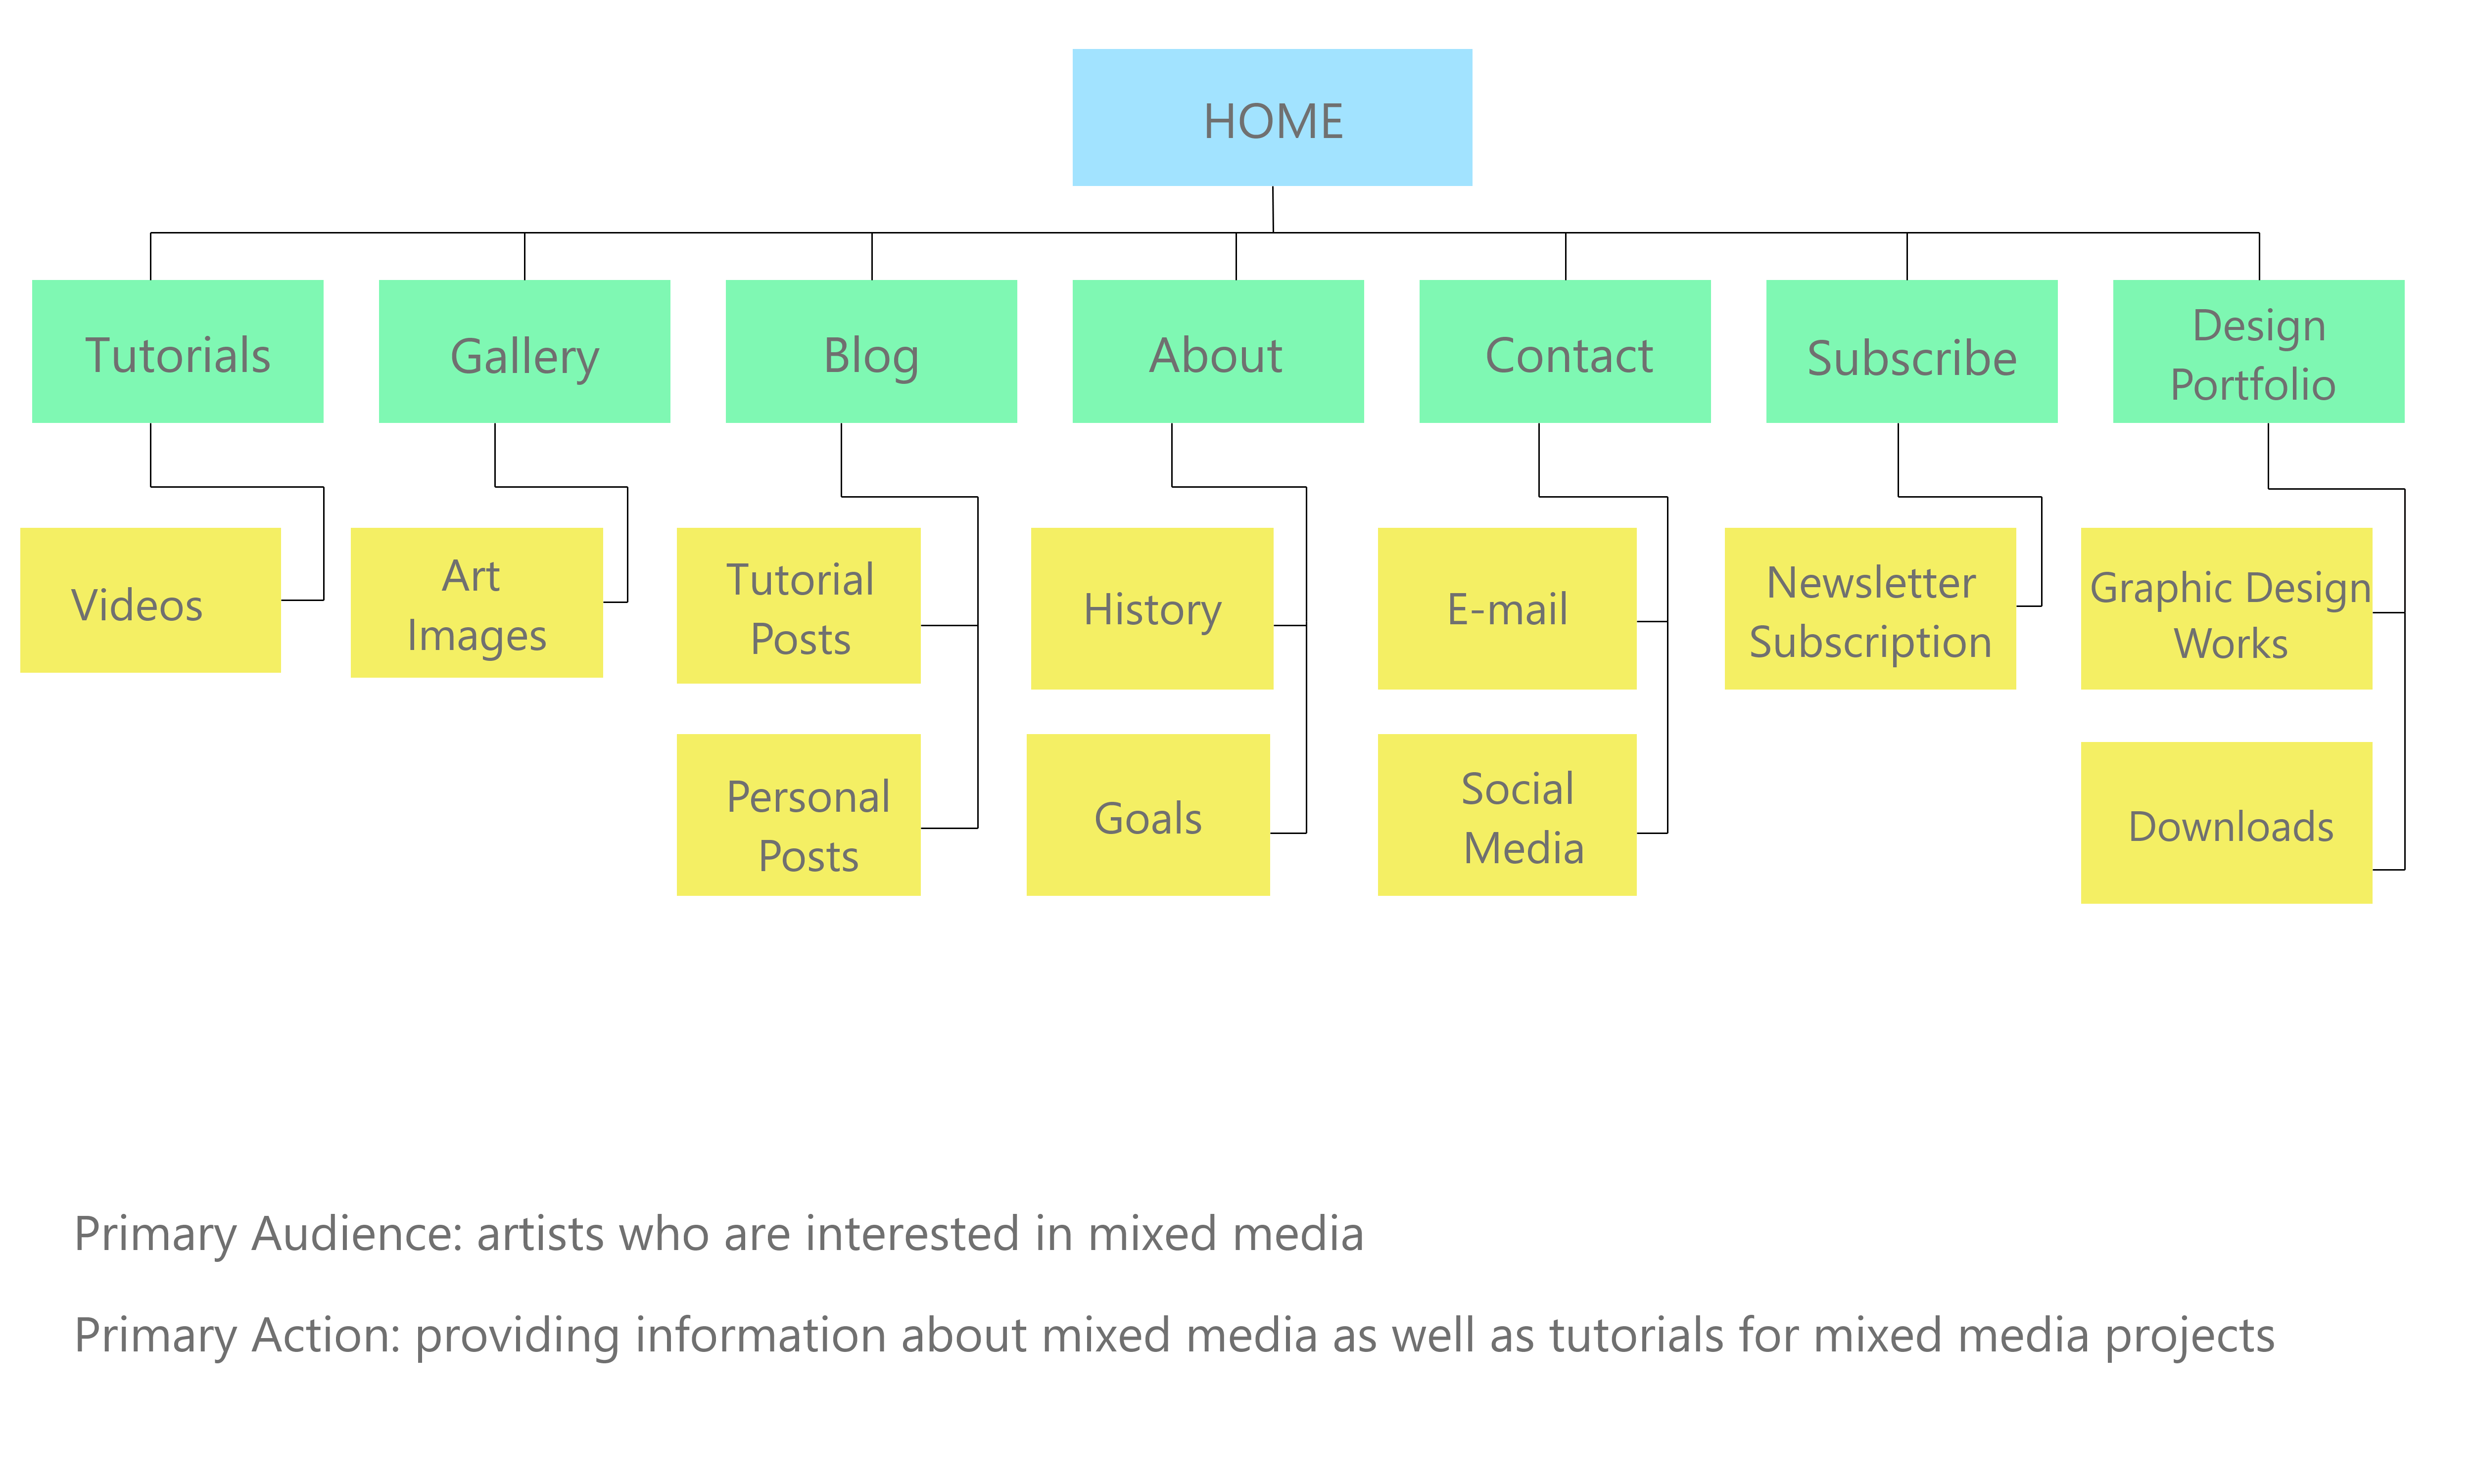 HOME
Tutorials
Gallery
Blog
About
Contact
Subscribe
Design
Portfolio
Videos
Art
Images
Tutorial
Posts
History
E-mail
Newsletter
Subscription
Graphic Design
Works
Personal
Posts
Goals
Social
Media
Downloads
Primary Audience: artists who are interested in mixed media
Primary Action: providing information about mixed media as well as tutorials for mixed media projects